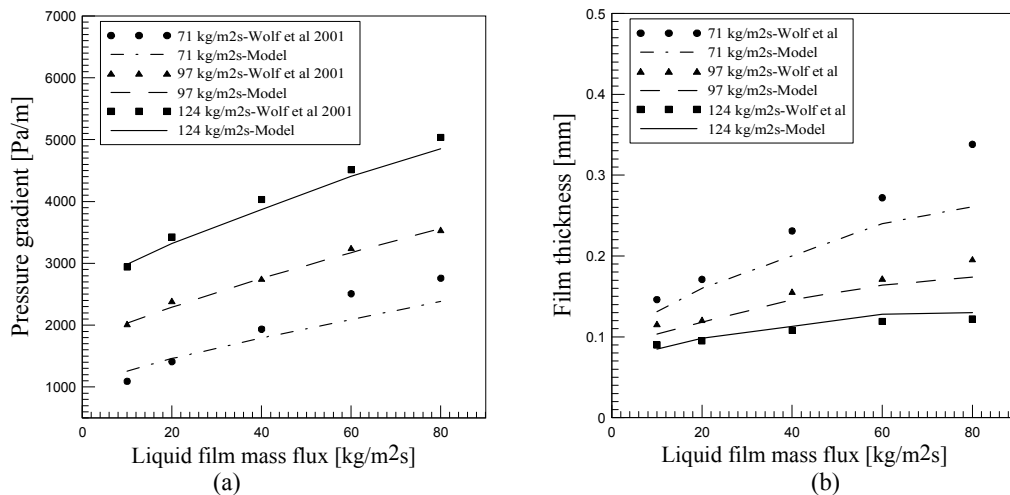 7000
6000
5000
4000
3000
2000
1000
0
20
40
60
80
Pressure gradient [Pa/m]
71 kg/m2s-Wolf et al 2001
71 kg/m2s-Model
97 kg/m2s-Wolf et al 2001
97 kg/m2s-Model
124 kg/m2s-Wolf et al 2001
124 kg/m2s-Model
Liquid film mass flux [kg/m2s]
(a)
0.5
0.4
0.3
0.2
0.1
0
0
20
40
60
80
Film thickness [mm]
71 kg/m2s-Wolf et al
71 kg/m2s-Model
97 kg/m2s-Wolf et al
97 kg/m2s-Model
124 kg/m2s-Wolf et al
124 kg/m2s-Model
Liquid film mass flux [kg/m2s]
(b)